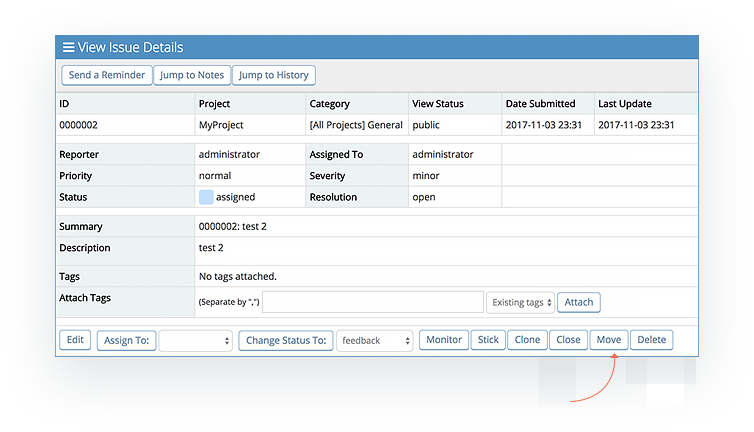 View Issue Details
Send a Reminder Jump to Notes Jump to History
ID Project Category View Status Date Submitted Last Update
0000002 MyProject [All Projects] General public 2017-11-03 23:31 2017-11-03 23:31
Reporter administrator Assigned To administrator
Priority normal Severity minor
Status assigned Resolution open
Summary 0000002: test 2
Description test 2
Tags No tags attached.
Attach Tags (Separate by ",") Existing tags Attach
Edit Assign To: Change Status To: feedback Monitor Stick Clone Close Move Delete